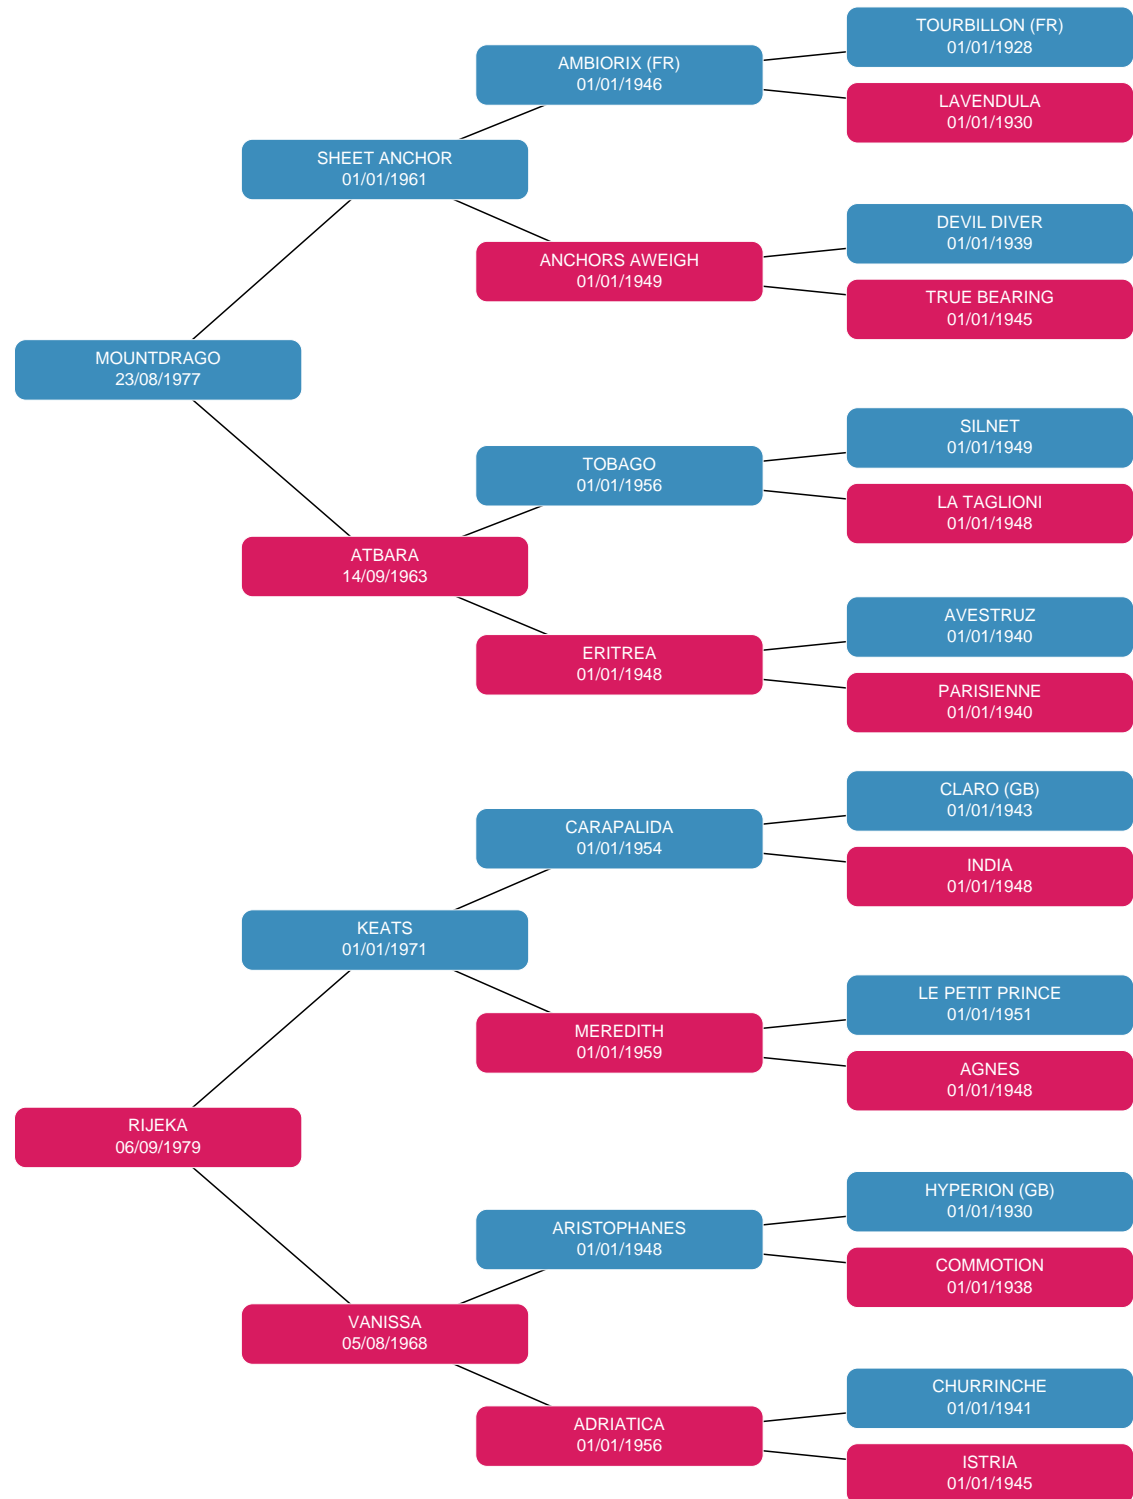 TOURBILLON (FR)
01/01/1928
AMBIORIX (FR)
01/01/1946
LAVENDULA
01/01/1930
SHEET ANCHOR
01/01/1961
DEVIL DIVER
01/01/1939
ANCHORS AWEIGH
01/01/1949
TRUE BEARING
01/01/1945
MOUNTDRAGO
23/08/1977
SILNET
01/01/1949
TOBAGO
01/01/1956
LA TAGLIONI
01/01/1948
ATBARA
14/09/1963
AVESTRUZ
01/01/1940
ERITREA
01/01/1948
PARISIENNE
01/01/1940
CLARO (GB)
01/01/1943
CARAPALIDA
01/01/1954
INDIA
01/01/1948
KEATS
01/01/1971
LE PETIT PRINCE
01/01/1951
MEREDITH
01/01/1959
AGNES
01/01/1948
RIJEKA
06/09/1979
HYPERION (GB)
01/01/1930
ARISTOPHANES
01/01/1948
COMMOTION
01/01/1938
VANISSA
05/08/1968
CHURRINCHE
01/01/1941
ADRIATICA
01/01/1956
ISTRIA
01/01/1945